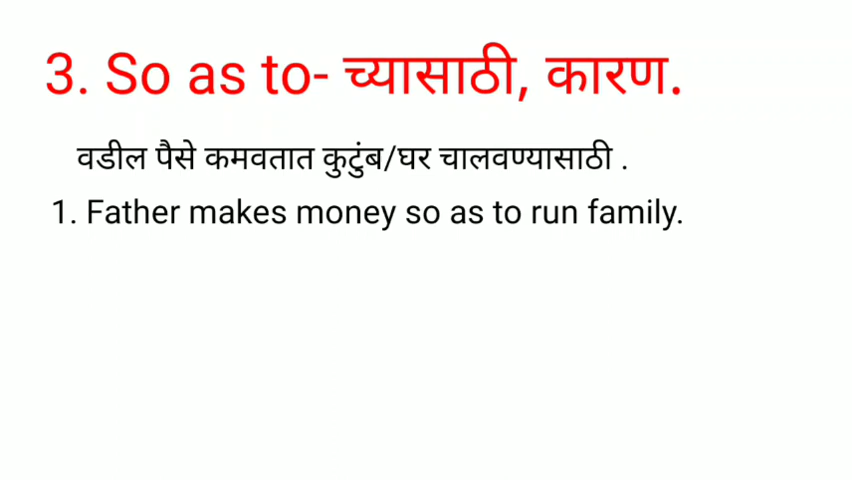 3. So as to- च्यासाठी, कारण.
वडील पैसे कमवतात कुटुंब/घर चालवण्यासाठी .
1. Father makes money so as to run family.